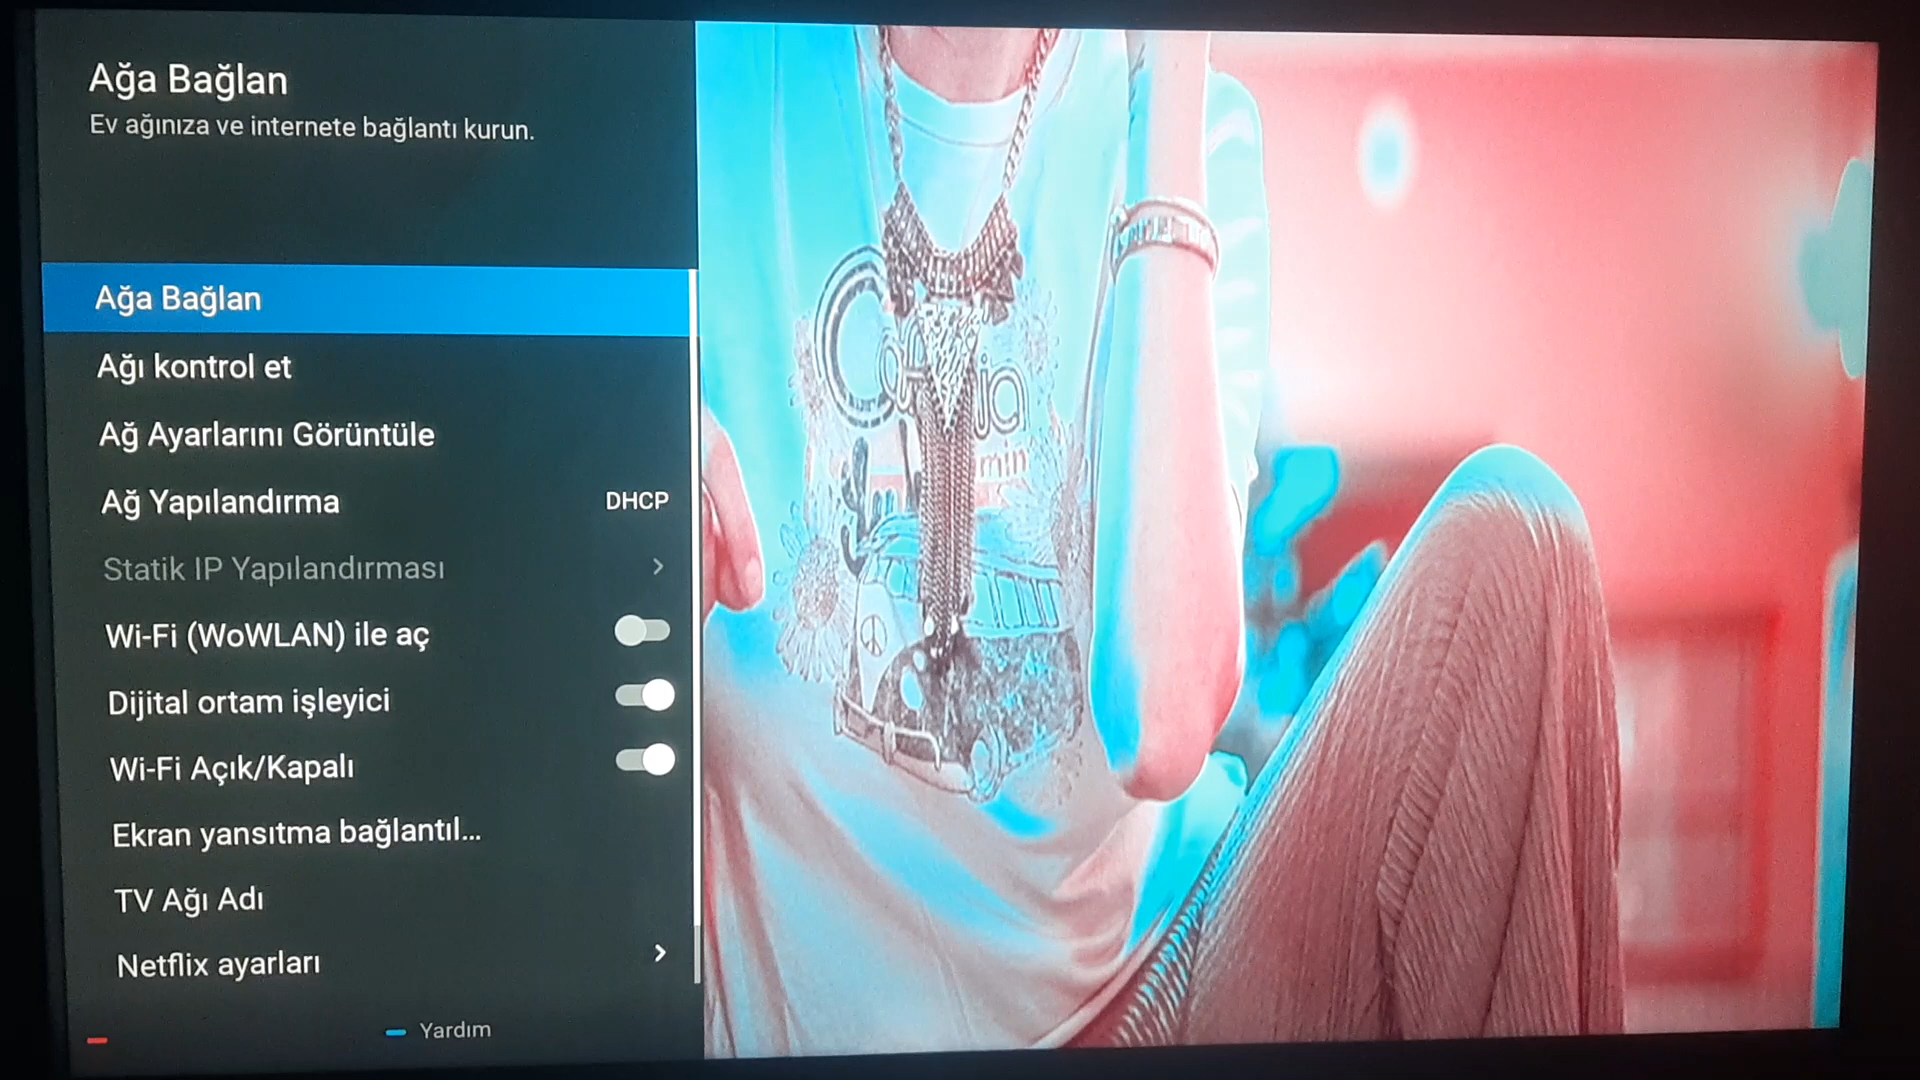 Ağa Bağlan
Ev ağınıza ve internete bağlantı kurun.
Ağa Bağlan
Ağı kontrol et
Ağ Ayarlarını Görüntüle
Ağ Yapılandırma DHCP
Statik IP Yapılandırması >
Wi-Fi (WoWLAN) ile aç
Dijital ortam işleyici
Wi-Fi Açık/Kapalı
Ekran yansıtma bağlantıl...
TV Ağı Adı
Netflix ayarları >
Yardım